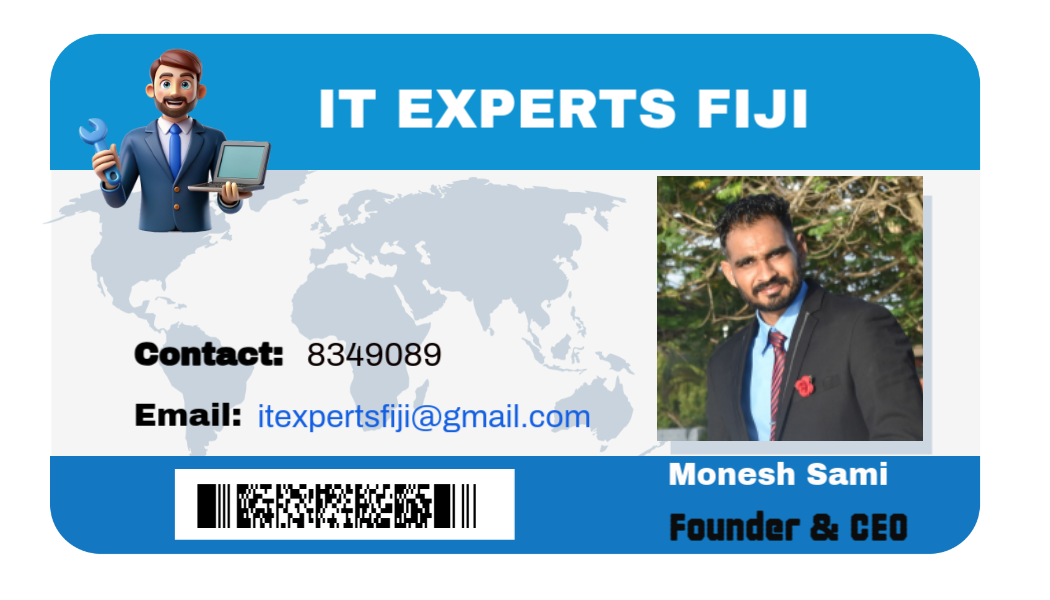 IT EXPERTS FIJI
Contact: 8349089
Email: itexpertsfiji@gmail.com
Monesh Sami
Founder & CEO